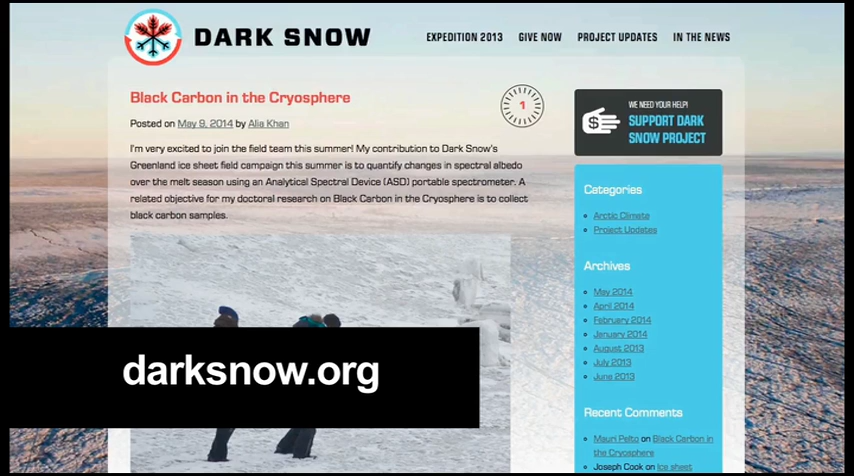 DARK SNOW
EXPEDITION 2013 GIVE NOW PROJECT UPDATES IN THE NEWS
Black Carbon in the Cryosphere
1
Posted on May 9, 2014 by Alia Khan
I'm very excited to join the field team this summer! My contribution to Dark Snow's
Greenland ice sheet field campaign this summer is to quantify changes in spectral albedo
over the melt season using an Analytical Spectral Device (ASD) portable spectrometer. A
related objective for my doctoral research on Black Carbon in the Cryosphere is to collect
black carbon samples.
darksnow.org
$
WE NEED YOUR HELP!
SUPPORT DARK
SNOW PROJECT
Categories
Arctic Climate
Project Updates
Archives
May 2014
April 2014
February 2014
January 2014
August 2013
July 2013
June 2013
Recent Comments
Mauri Pelto on Black Carbon in
the Cryosphere
Joseph Cook on Ice sheet